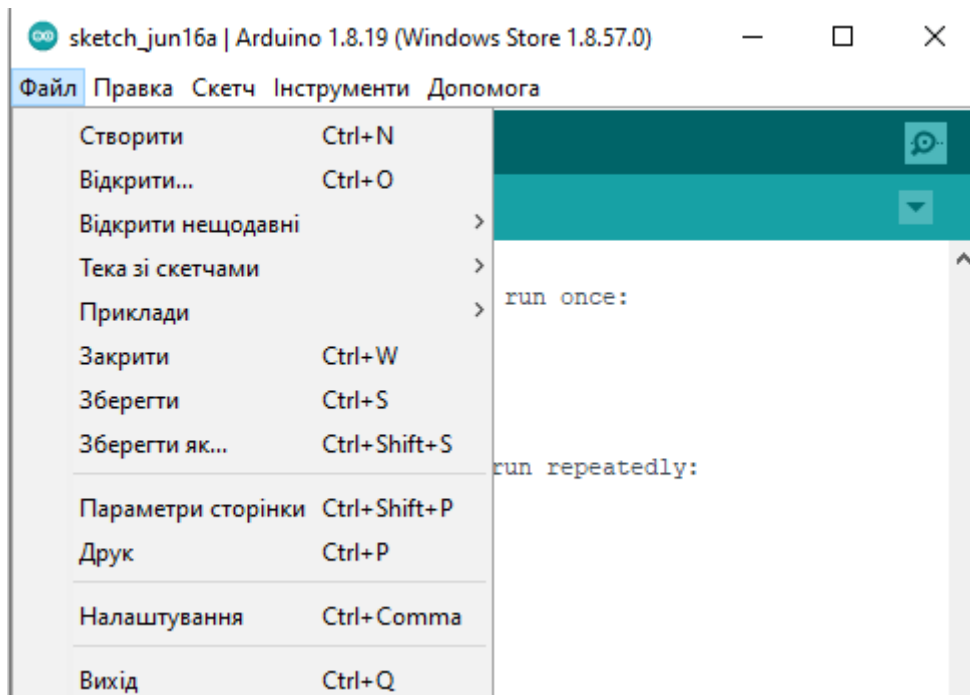 sketch_jun16a | Arduino 1.8.19 (Windows Store 1.8.57.0)
Файл Правка Скетч Інструменти Допомога
Створити Ctrl+N
Відкрити... Ctrl+O
Відкрити нещодавні
Тека зі скетчами
Приклади
run once:
Закрити Ctrl+W
Зберегти Ctrl+S
Зберегти як... Ctrl+Shift+S
run repeatedly:
Параметри сторінки Ctrl+Shift+P
Друк Ctrl+P
Налаштування Ctrl+Comma
Вихід Ctrl+Q